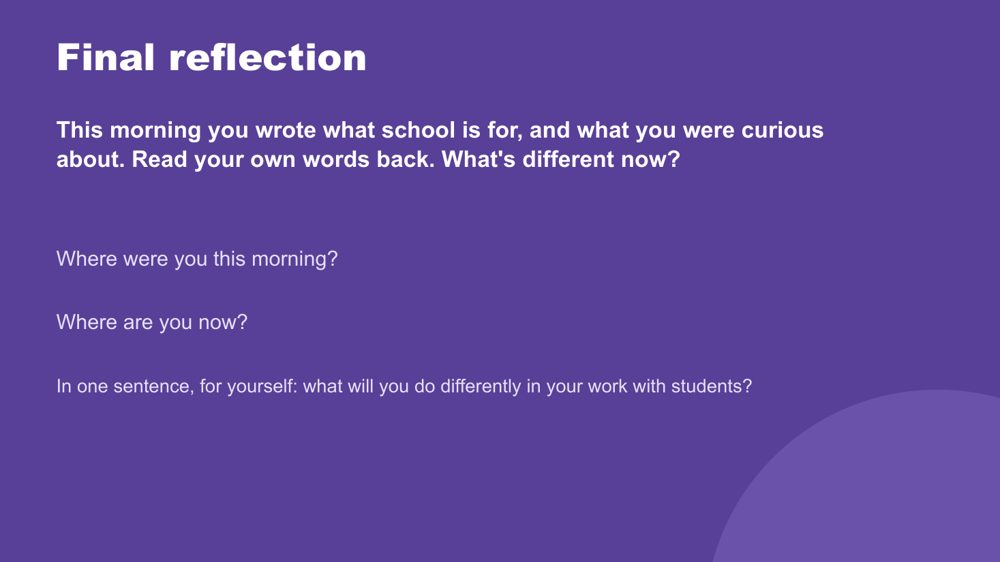 Final reflection
This morning you wrote what school is for, and what you were curious
about. Read your own words back. What's different now?
Where were you this morning?
Where are you now?
In one sentence, for yourself: what will you do differently in your work with students?